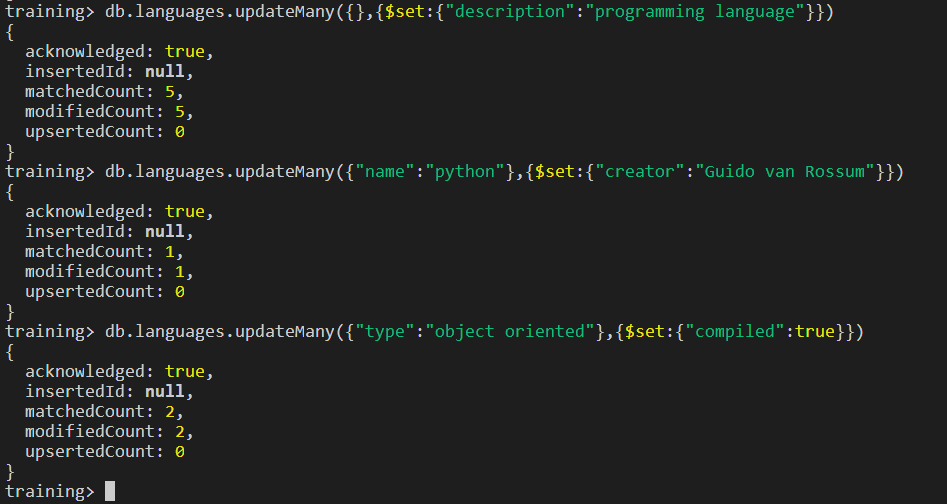 training> db.languages.updateMany({},{$set:{"description":"programming language"}})
{
  acknowledged: true,
  insertedId: null,
  matchedCount: 5,
  modifiedCount: 5,
  upsertedCount: 0
}
training> db.languages.updateMany({"name":"python"},{$set:{"creator":"Guido van Rossum"}})
{
  acknowledged: true,
  insertedId: null,
  matchedCount: 1,
  modifiedCount: 1,
  upsertedCount: 0
}
training> db.languages.updateMany({"type":"object oriented"},{$set:{"compiled":true}})
{
  acknowledged: true,
  insertedId: null,
  matchedCount: 2,
  modifiedCount: 2,
  upsertedCount: 0
}
training>